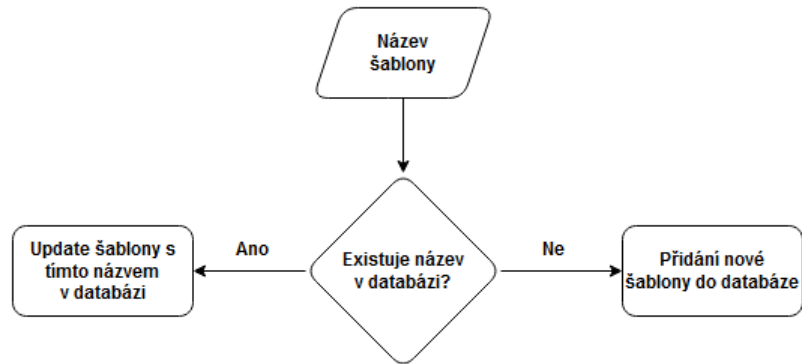 Název
šablony
Update šablony s
tímto názvem
v databázi
Ano
Existuje název
v databázi?
Ne
Přidání nové
šablony do databáze